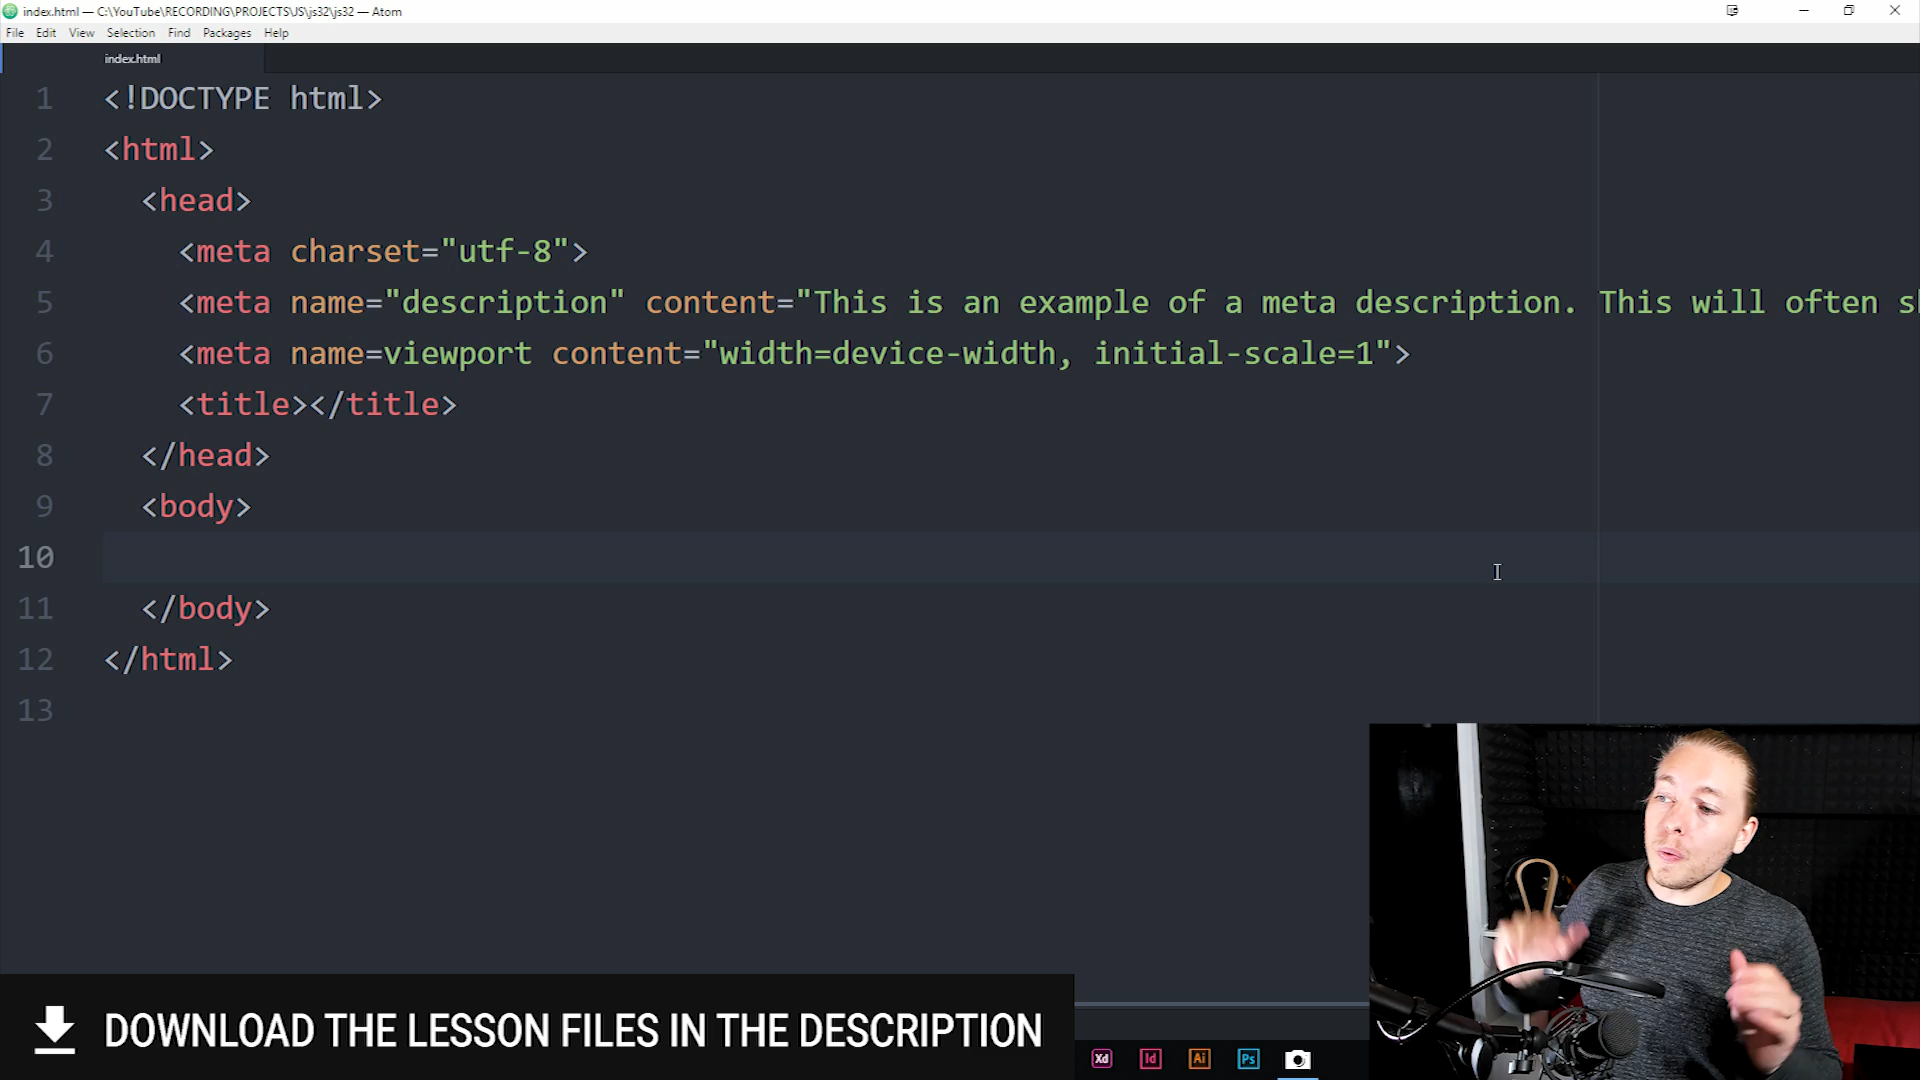 index.html — C:\YouTube\RECORDING\PROJECTS\JS\js32\js32 — Atom
File Edit View Selection Find Packages Help
index.html
1 <!DOCTYPE html>
2 <html>
3 <head>
4 <meta charset="utf-8">
5 <meta name="description" content="This is an example of a meta description. This will often s
6 <meta name=viewport content="width=device-width, initial-scale=1">
7 <title></title>
8 </head>
9 <body>
10
11 </body>
12 </html>
13
DOWNLOAD THE LESSON FILES IN THE DESCRIPTION
Xd Id Ai Ps